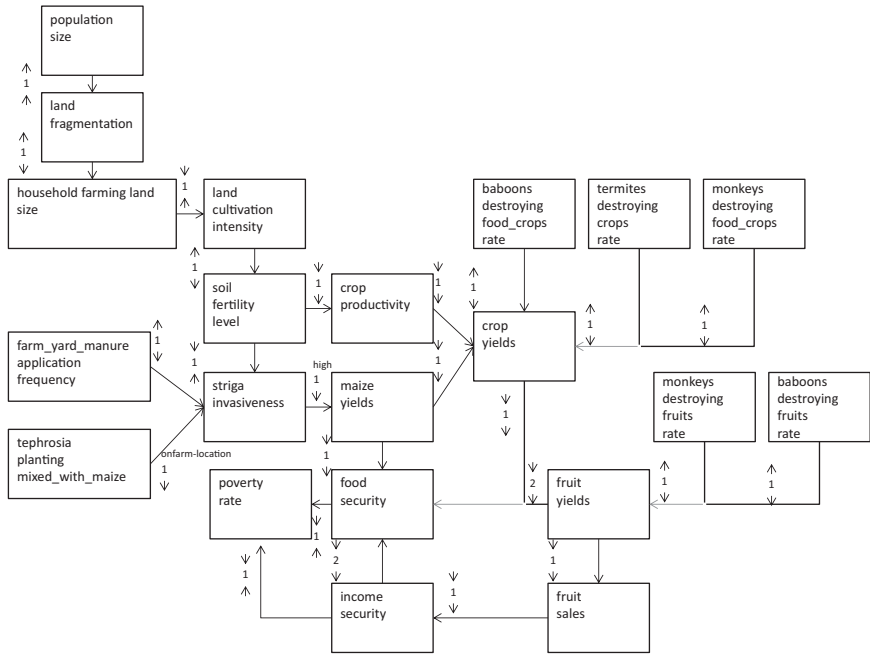 population
size
1
land
fragmentation
1
household farming land
size
1
land
cultivation
intensity
baboons
destroying
food_crops
rate
termites
destroying
crops
rate
monkeys
destroying
food_crops
rate
1
soil
fertility
level
1
crop
productivity
1
1
crop
yields
1
1
farm_yard_manure
application
frequency
1
1
striga
invasiveness
high
1
maize
yields
1
monkeys
destroying
fruits
rate
baboons
destroying
fruits
rate
1
tephrosia
planting
mixed_with_maize
onfarm-location
1
poverty
rate
1
food
security
2
fruit
yields
1
1
1
2
1
1
income
security
1
fruit
sales